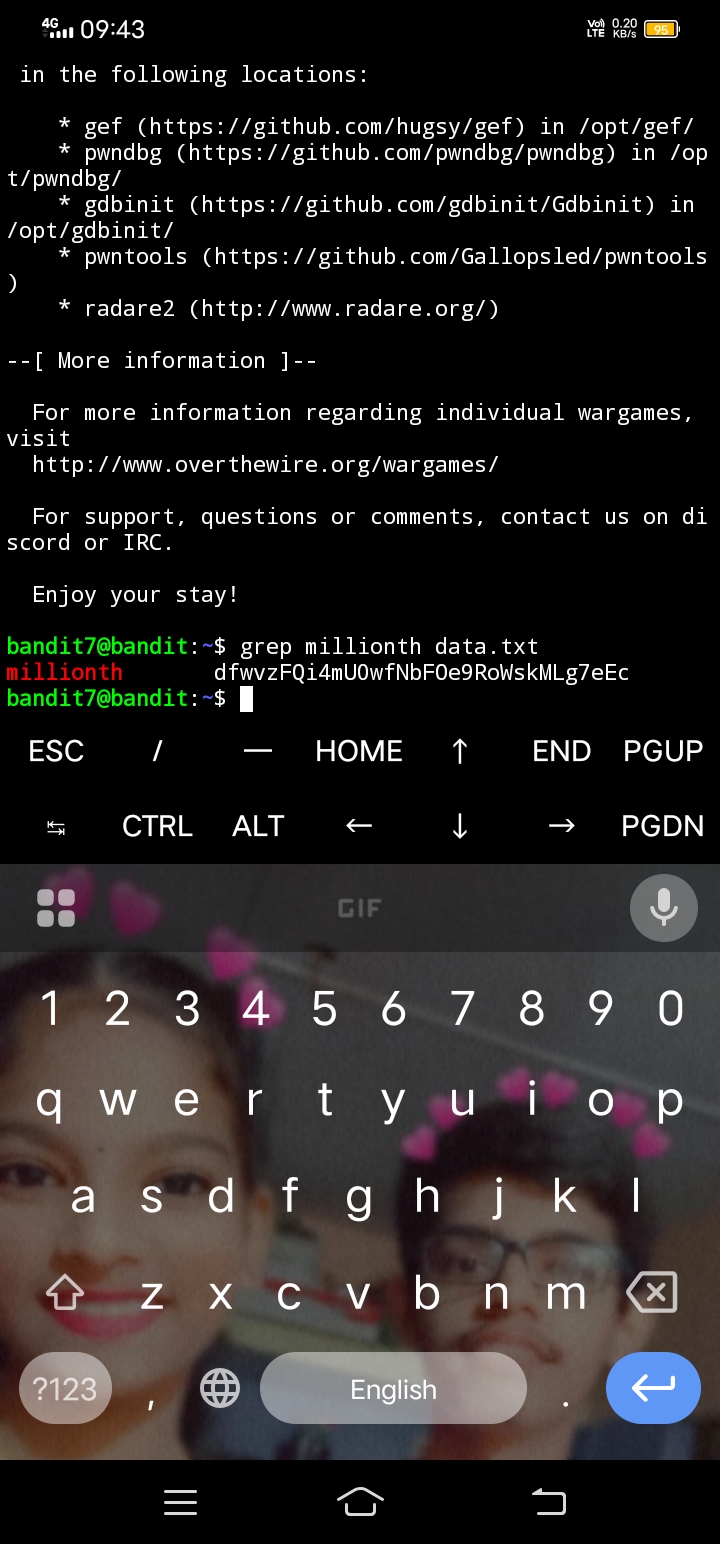 4G 09:43 Vo) LTE 0.20 KB/s 95
in the following locations:
* gef (https://github.com/hugsy/gef) in /opt/gef/
* pwndbg (https://github.com/pwndbg/pwndbg) in /op
t/pwndbg/
* gdbinit (https://github.com/gdbinit/Gdbinit) in
/opt/gdbinit/
* pwntools (https://github.com/Gallopsled/pwntools
)
* radare2 (http://www.radare.org/)
--[ More information ]--
For more information regarding individual wargames,
visit
http://www.overthewire.org/wargames/
For support, questions or comments, contact us on di
scord or IRC.
Enjoy your stay!
bandit7@bandit:~$ grep millionth data.txt
millionth dfwvzFQi4mU0wfNbFOe9RoWskMLg7eEc
bandit7@bandit:~$
ESC / — HOME ↑ END PGUP
↹ CTRL ALT ← ↓ → PGDN
GIF
1 2 3 4 5 6 7 8 9 0
q w e r t y u i o p
a s d f g h j k l
z x c v b n m
?123 , English .